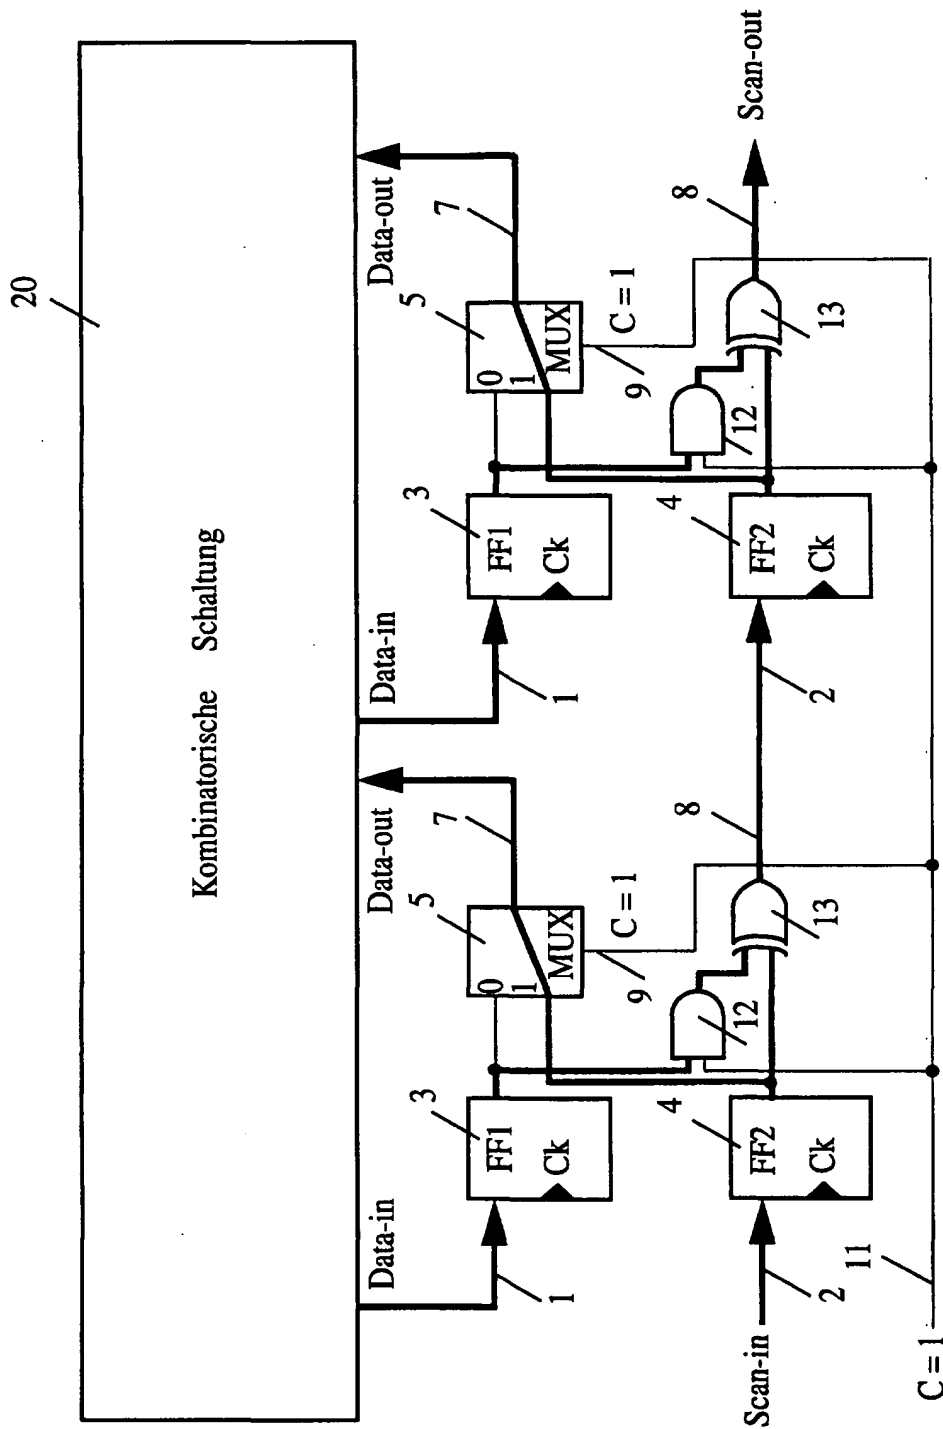 20
Kombinatorische Schaltung
Data-in
Data-out
Data-in
Data-out
1
3
FF1
Ck
5
0
1
MUX
7
9
C = 1
1
3
FF1
Ck
5
0
1
MUX
7
9
C = 1
Scan-in
2
4
FF2
Ck
12
13
8
2
4
FF2
Ck
12
13
8
Scan-out
C = 1
11